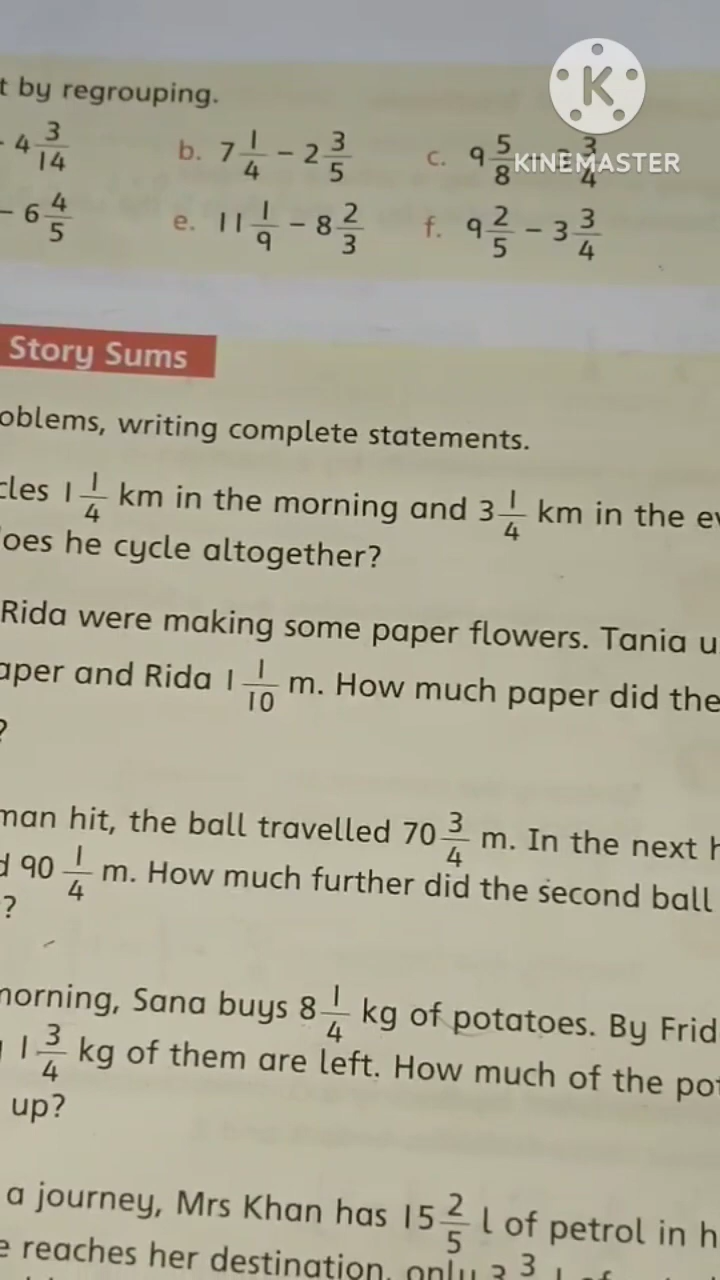 t by regrouping.
4 3/14 b. 7 1/4 − 2 3/5 c. 9 5/8 3/4
− 6 4/5 e. 11 1/9 − 8 2/3 f. 9 2/5 − 3 3/4
KINEMASTER
Story Sums
oblems, writing complete statements.
cles 1 1/4 km in the morning and 3 1/4 km in the ev
oes he cycle altogether?
Rida were making some paper flowers. Tania u
aper and Rida 1 1/10 m. How much paper did the
?
man hit, the ball travelled 70 3/4 m. In the next h
d 90 1/4 m. How much further did the second ball
?
morning, Sana buys 8 1/4 kg of potatoes. By Frid
1 3/4 kg of them are left. How much of the pot
up?
a journey, Mrs Khan has 15 2/5 l of petrol in h
e reaches her destination, only